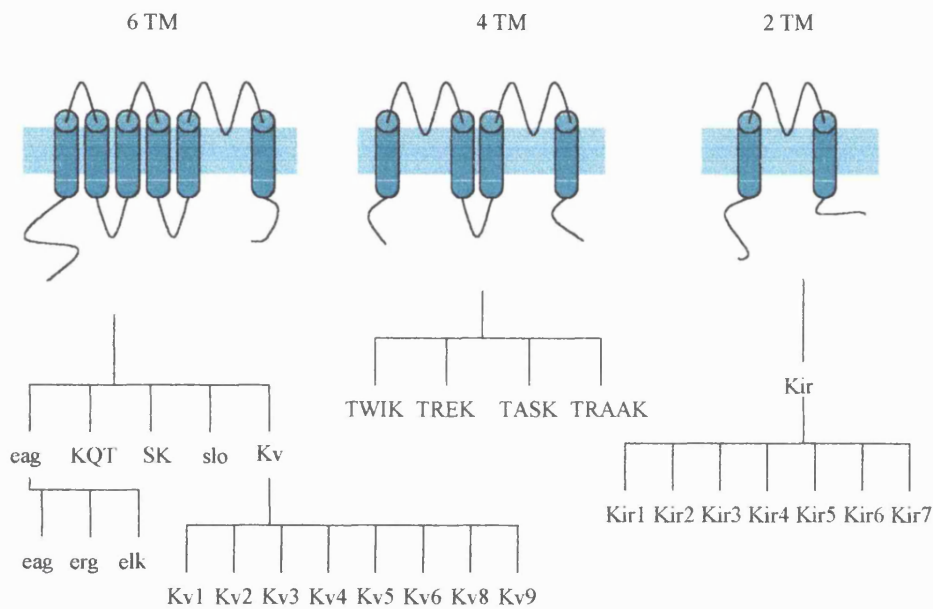 6 TM 4 TM 2 TM
TWIK TREK TASK TRAAK
Kir
eag KQT SK slo Kv
Kir1 Kir2 Kir3 Kir4 Kir5 Kir6 Kir7
eag erg elk
Kv1 Kv2 Kv3 Kv4 Kv5 Kv6 Kv8 Kv9